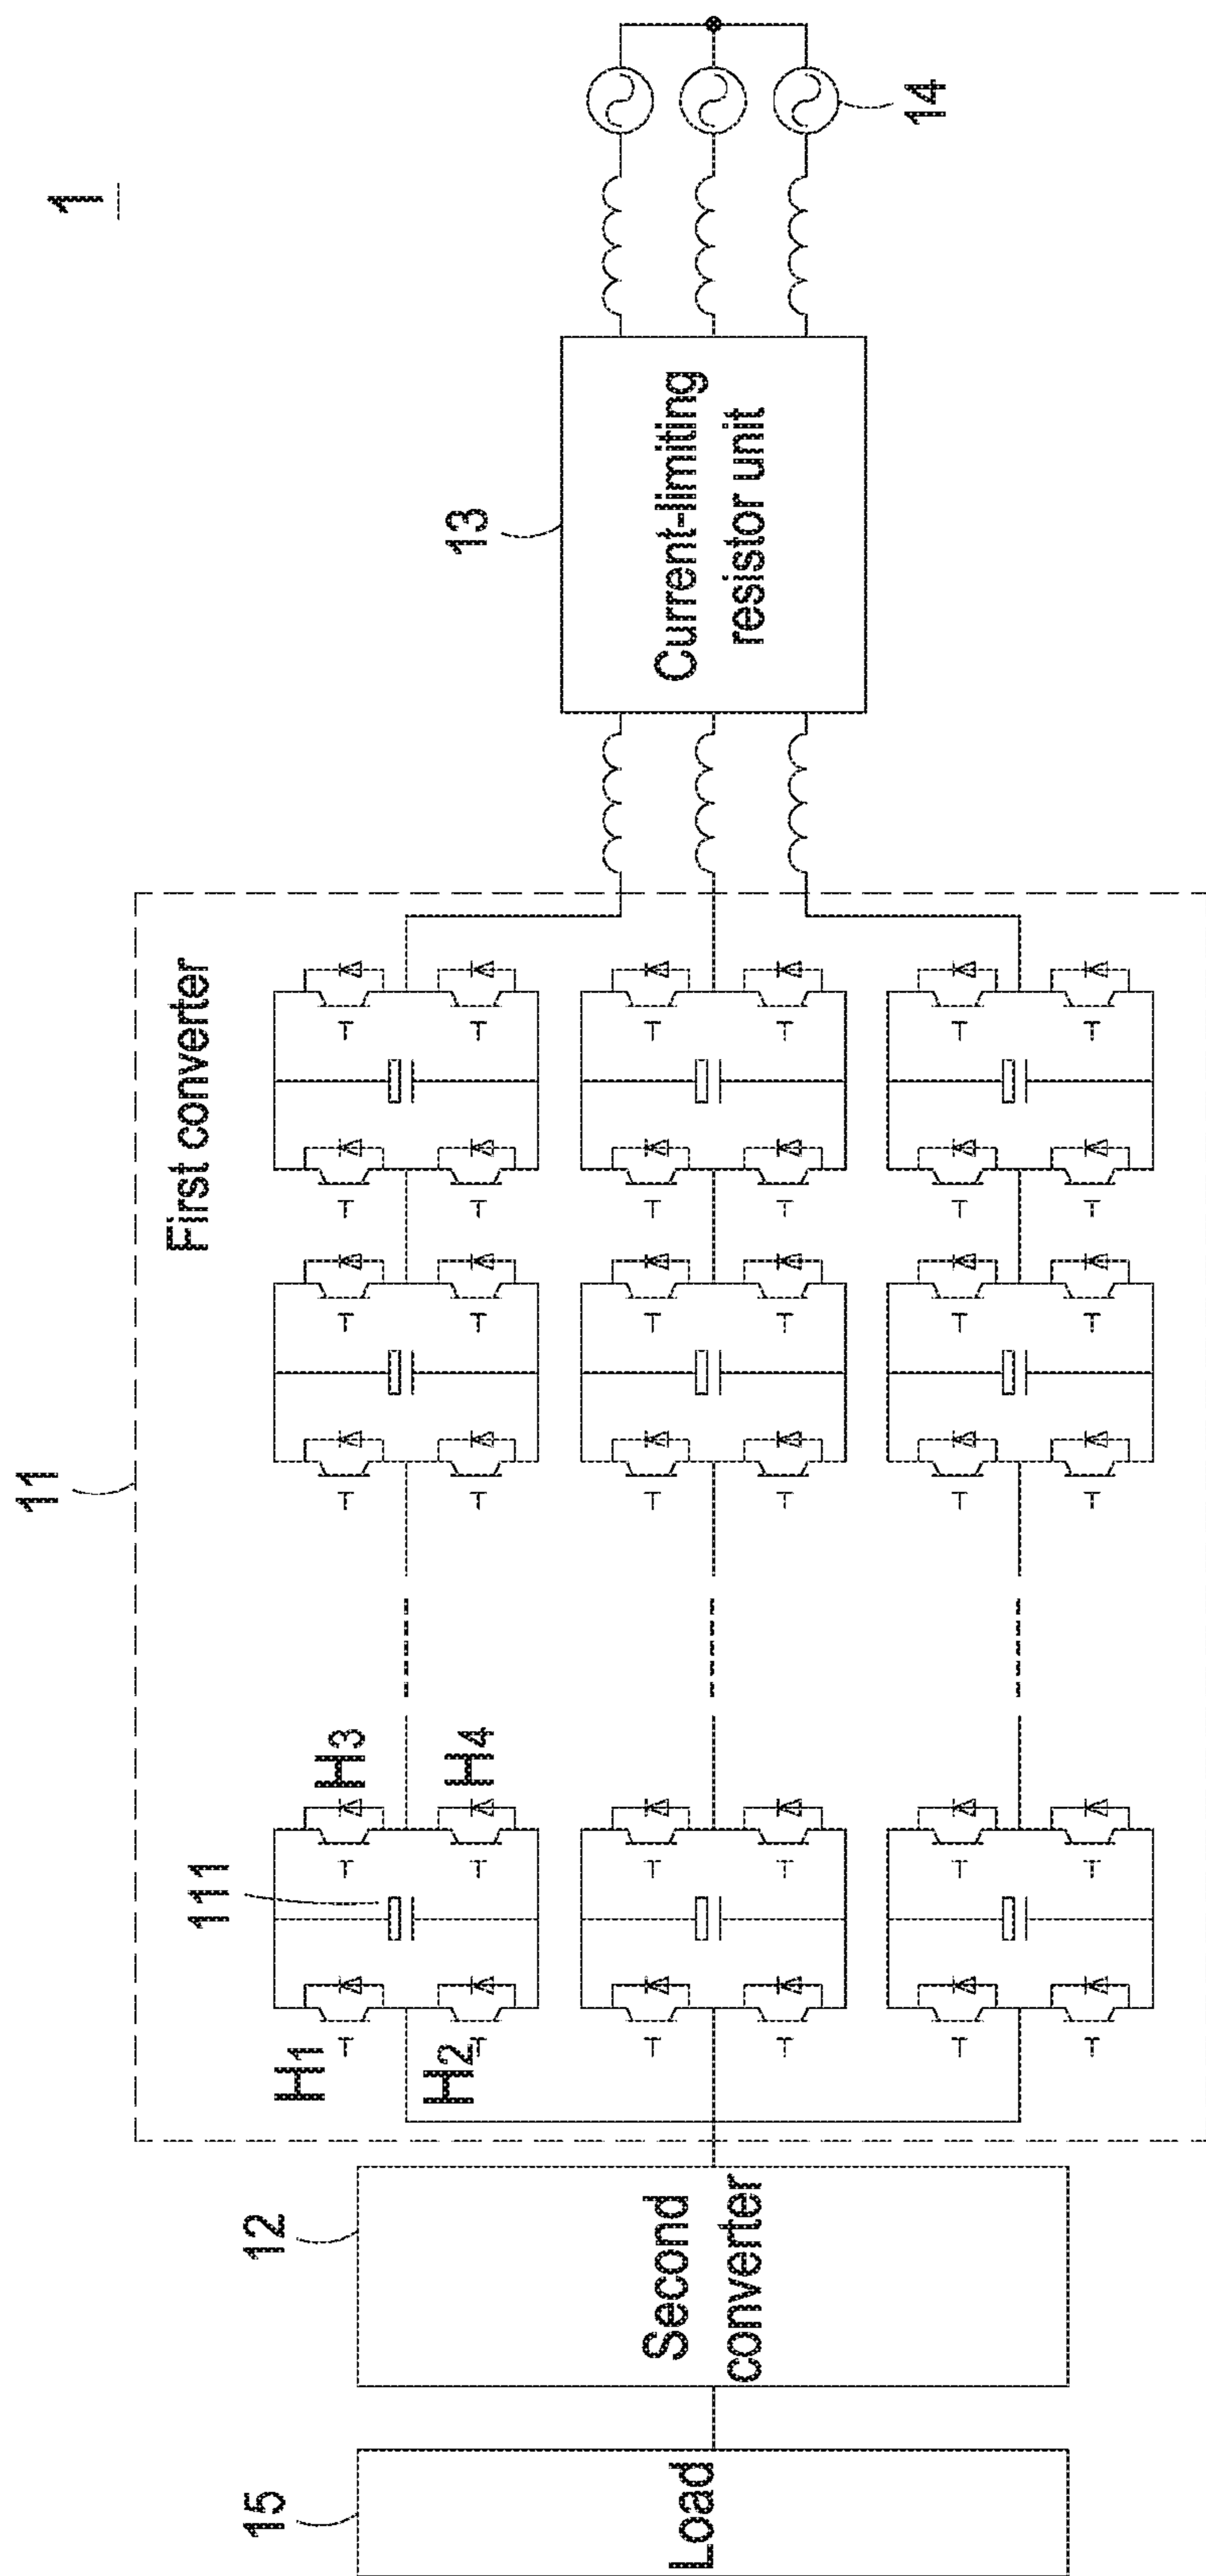 1
11
First converter
111
15
12
H1
H3
T
T
T
T
T
T
H2
H4
13
T
T
T
T
T
T
T
T
T
T
T
T
Load
Second
converter
Current-limiting
resistor unit
T
T
T
T
T
T
14
T
T
T
T
T
T
T
T
T
T
T
T